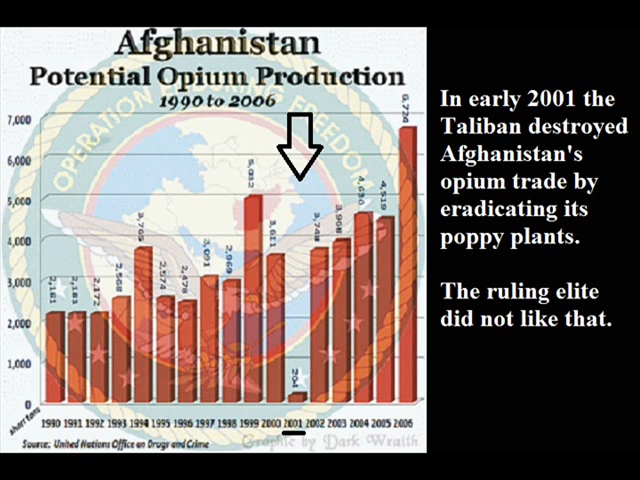 Afghanistan
Potential Opium Production
1990 to 2006
OPERATION ENDURING FREEDOM
7,000
6,000
5,000
4,000
3,000
2,000
1,000
0
2,161
2,183
2,172
2,568
3,765
2,574
2,478
3,091
2,969
5,032
3,611
204
3,748
3,968
4,630
4,519
6,724
short tons
1990 1991 1992 1993 1994 1995 1996 1997 1998 1999 2000 2001 2002 2003 2004 2005 2006
Source: United Nations Office on Drugs and Crime
Graphic by Dark Wraith
In early 2001 the
Taliban destroyed
Afghanistan's
opium trade by
eradicating its
poppy plants.
The ruling elite
did not like that.